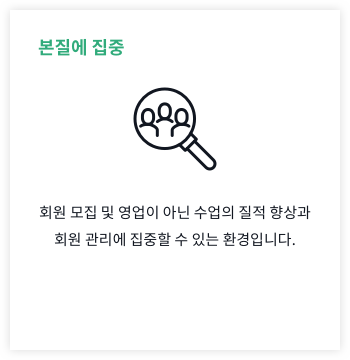 본질에 집중
회원 모집 및 영업이 아닌 수업의 질적 향상과
회원 관리에 집중할 수 있는 환경입니다.